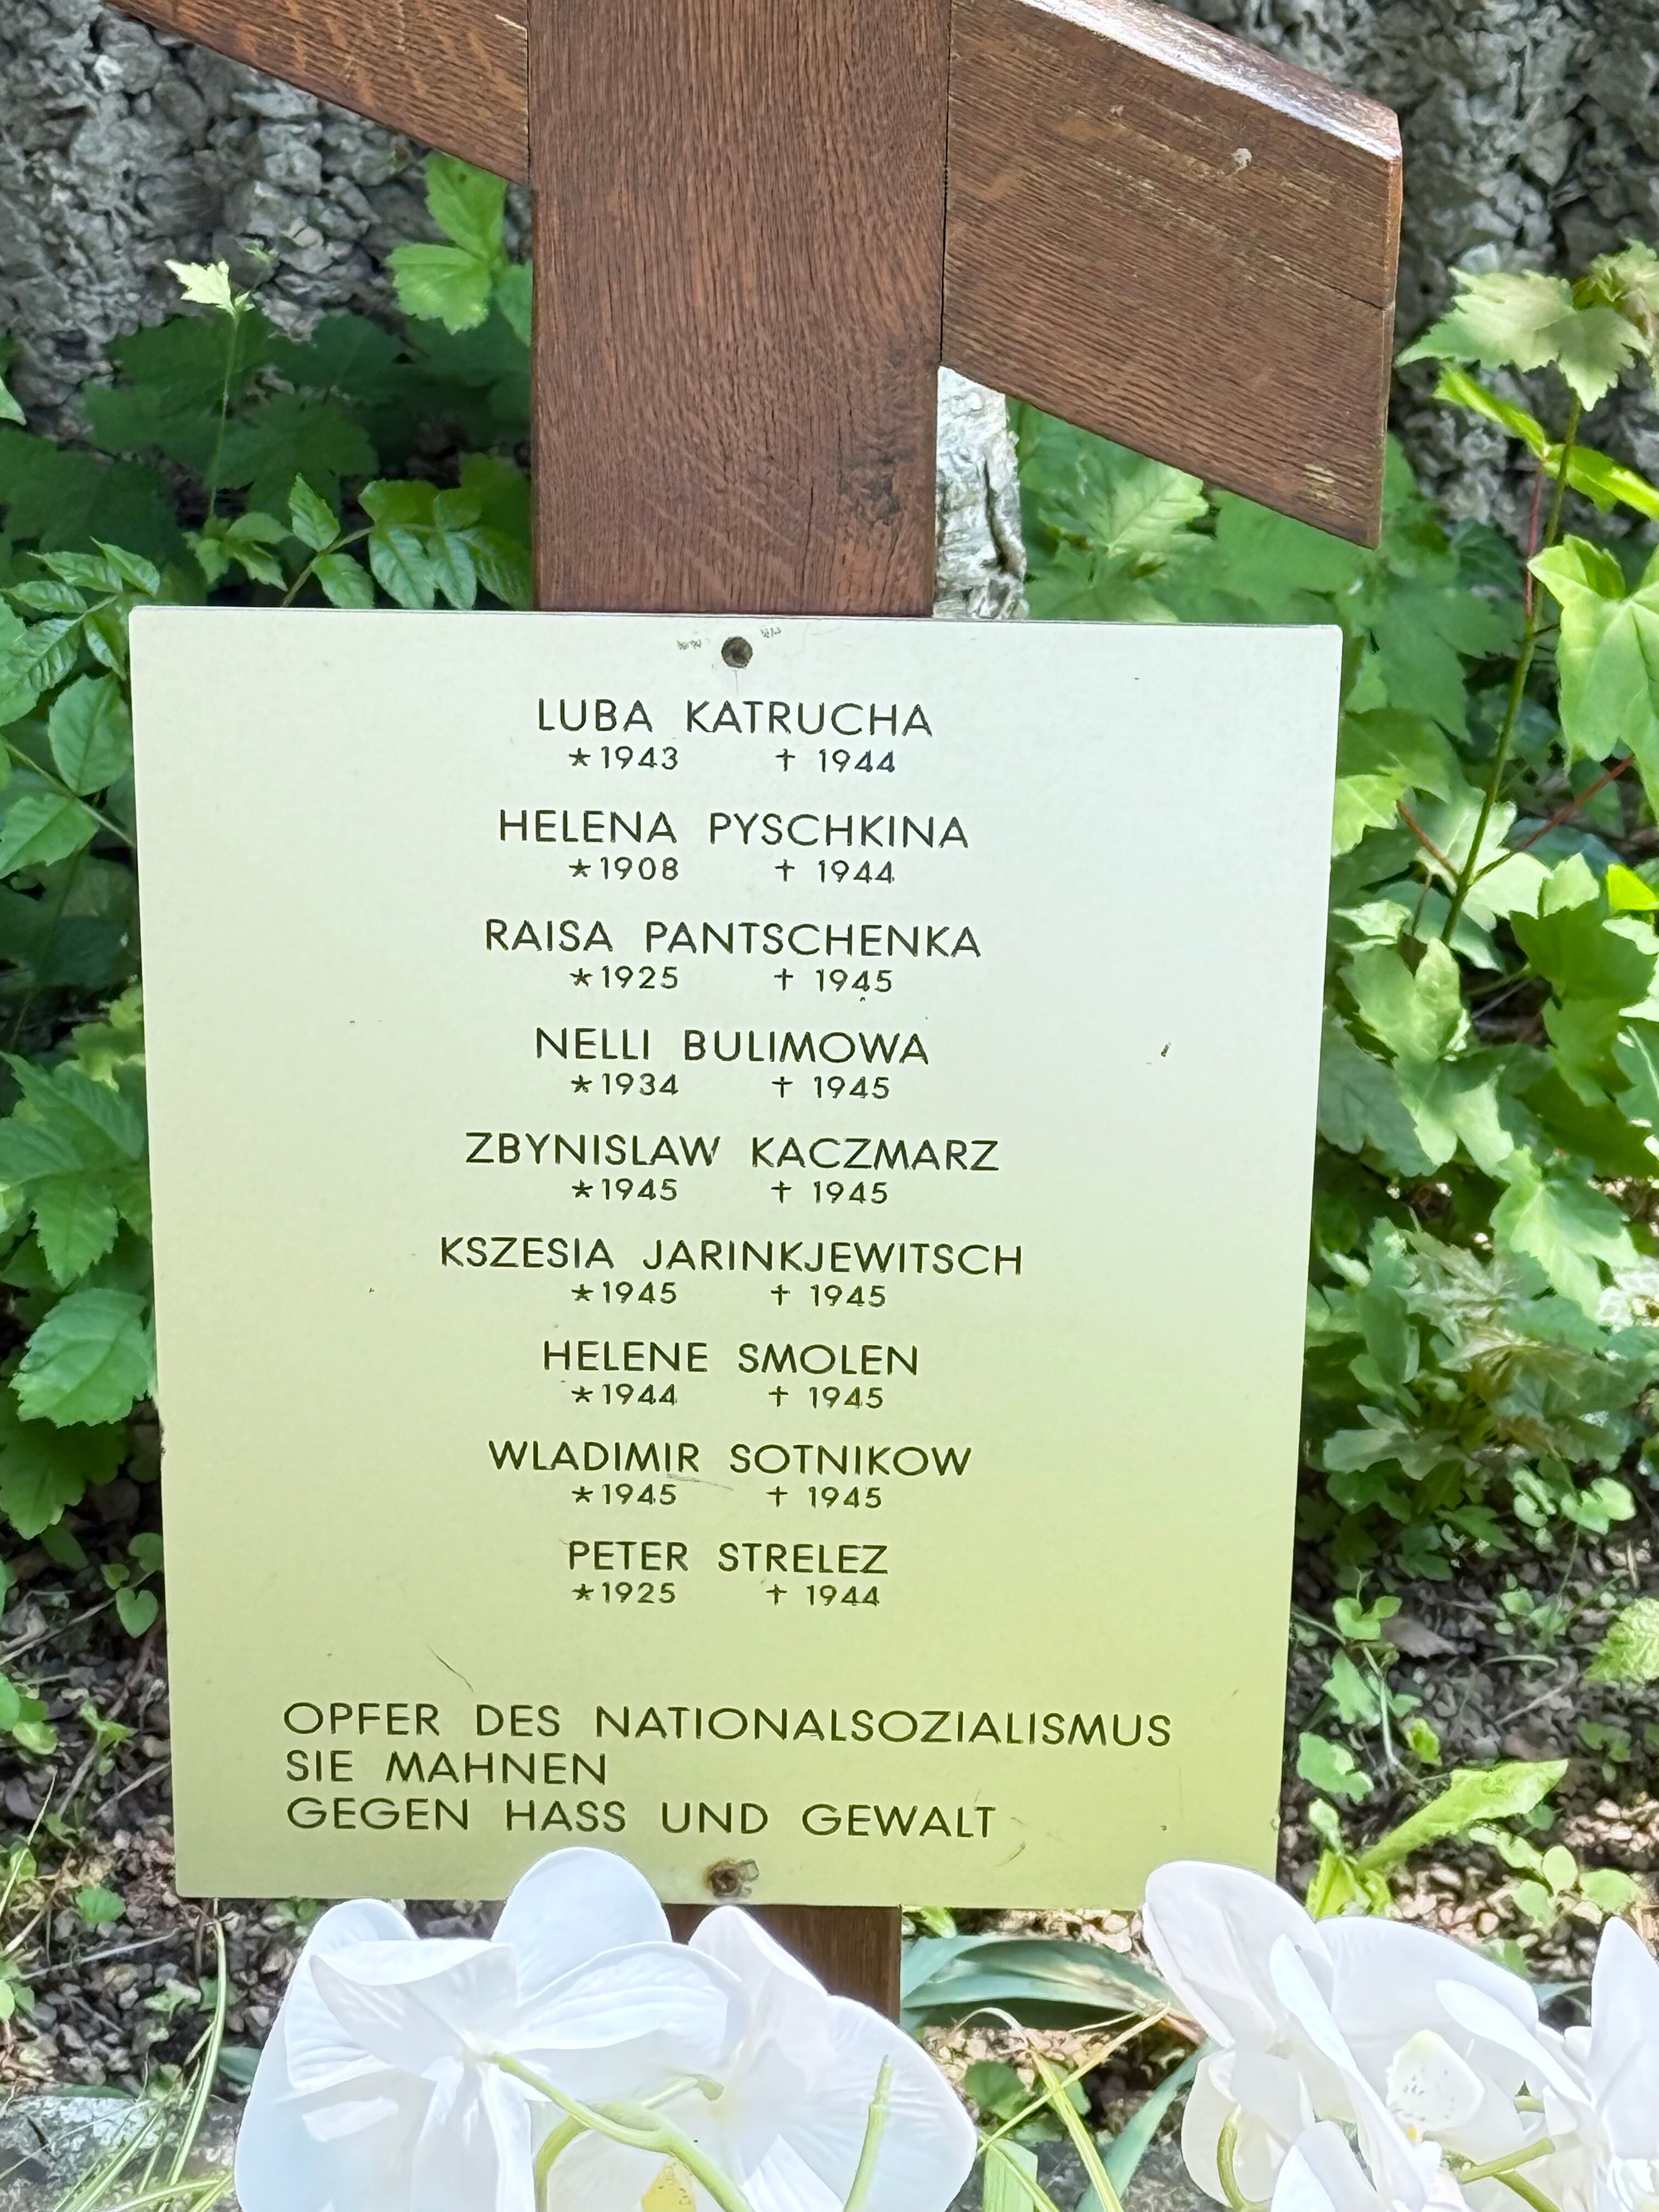 LUBA KATRUCHA
*1943 † 1944
HELENA PYSCHKINA
*1908 † 1944
RAISA PANTSCHENKA
*1925 † 1945
NELLI BULIMOWA
*1934 † 1945
ZBYNISLAW KACZMARZ
*1945 † 1945
KSZESIA JARINKJEWITSCH
*1945 † 1945
HELENE SMOLEN
*1944 † 1945
WLADIMIR SOTNIKOW
*1945 † 1945
PETER STRELEZ
*1925 † 1944
OPFER DES NATIONALSOZIALISMUS
SIE MAHNEN
GEGEN HASS UND GEWALT